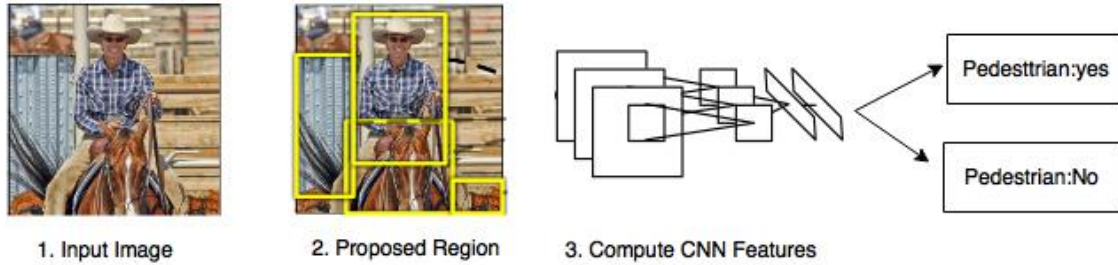 Pedesttrian:yes
Pedestrian:No
1. Input Image
2. Proposed Region
3. Compute CNN Features